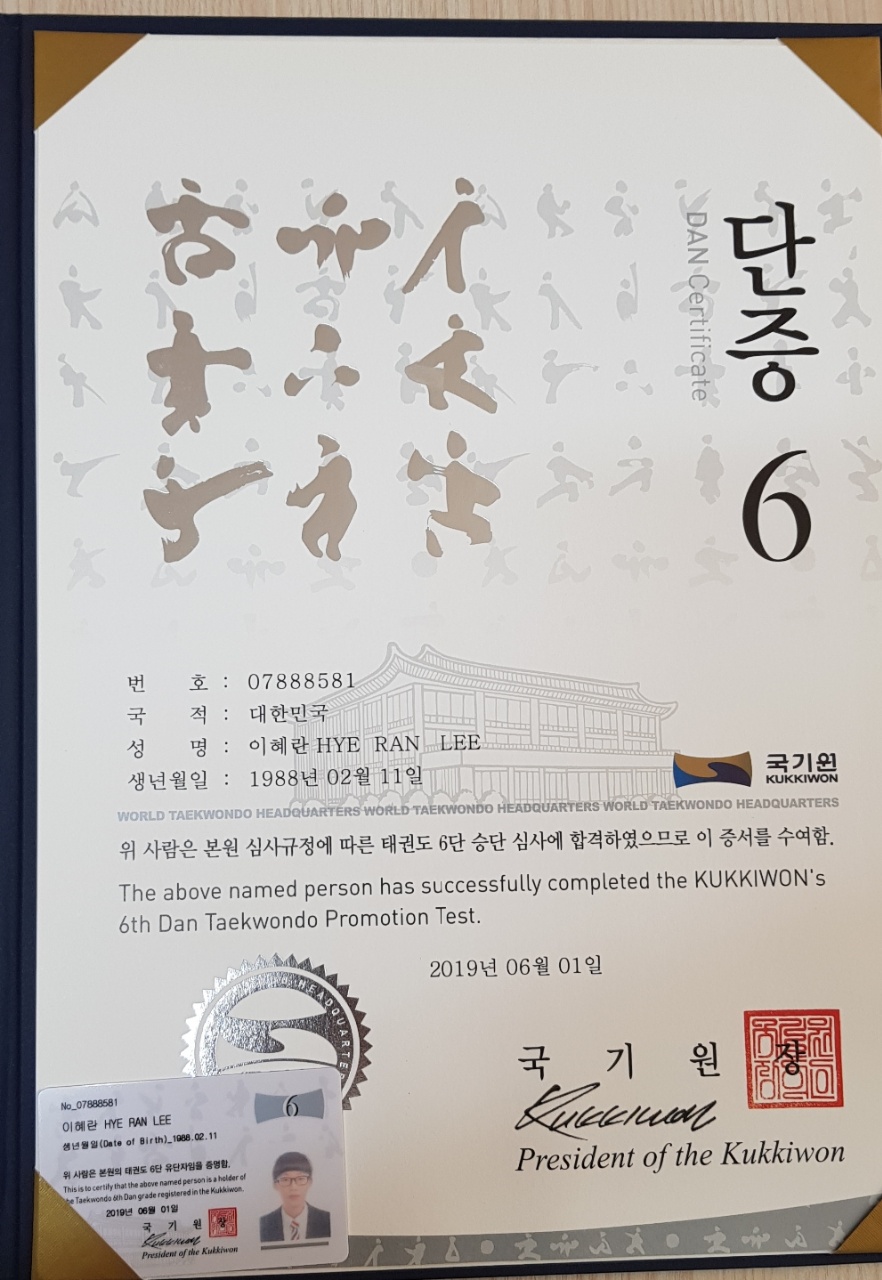 단증
DAN Certificate
6
번 호 : 07888581
국 적 : 대한민국
성 명 : 이혜란 HYE RAN LEE
생년월일 : 1988년 02월 11일
국기원
KUKKIWON
WORLD TAEKWONDO HEADQUARTERS WORLD TAEKWONDO HEADQUARTERS WORLD TAEKWONDO HEADQUARTERS
위 사람은 본원 심사규정에 따른 태권도 6단 승단 심사에 합격하였으므로 이 증서를 수여함.
The above named person has successfully completed the KUKKIWON's
6th Dan Taekwondo Promotion Test.
2019년 06월 01일
HEADQUARTER
국 기 원 장
Kukkiwon
President of the Kukkiwon
No_07888581
6
이혜란 HYE RAN LEE
생년월일(Date of Birth)_1988.02.11
위 사람은 본원의 태권도 6단 유단자임을 증명함.
This is to certify that the above named person is a holder of
he Taekwondo 6th Dan grade registered in the Kukkiwon.
2019년 06월 01일
국 기 원 장
Kukkiwon
President of the Kukkiwon